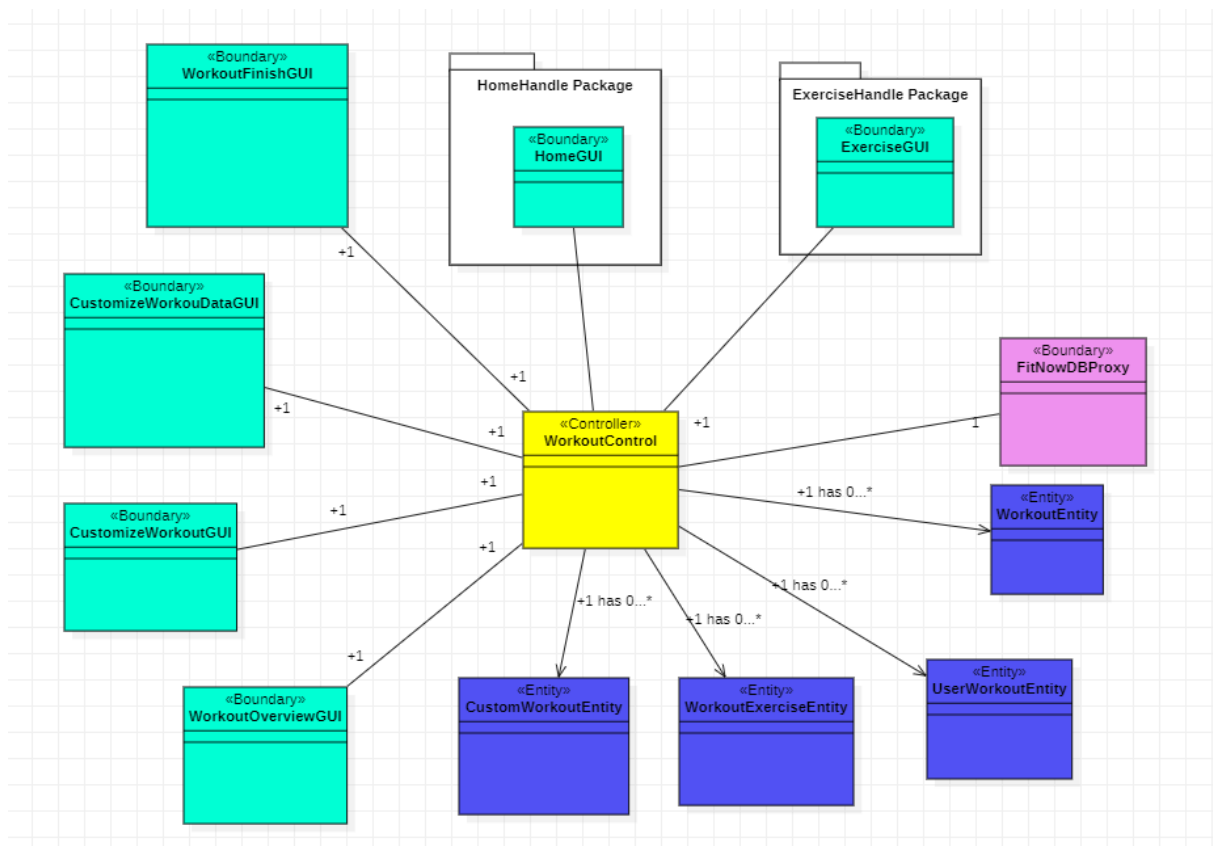 «Boundary»
WorkoutFinishGUI
HomeHandle Package
«Boundary»
HomeGUI
ExerciseHandle Package
«Boundary»
ExerciseGUI
+1
+1
«Boundary»
CustomizeWorkouDataGUI
+1
+1
«Controller»
WorkoutControl
+1
1
«Boundary»
FitNowDBProxy
«Boundary»
CustomizeWorkoutGUI
+1
+1
+1 has 0...*
«Entity»
WorkoutEntity
+1
+1
«Boundary»
WorkoutOverviewGUI
+1 has 0...*
«Entity»
CustomWorkoutEntity
+1 has 0...*
«Entity»
WorkoutExerciseEntity
+1 has 0...*
«Entity»
UserWorkoutEntity